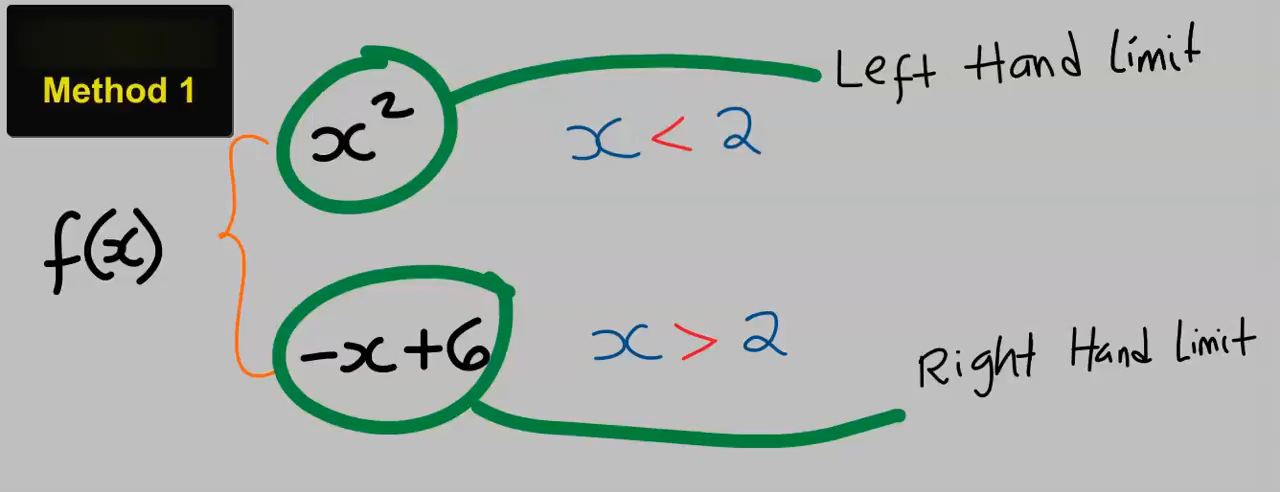 Method 1
x² x < 2 Left Hand Limit
f(x)
-x+6 x > 2 Right Hand Limit